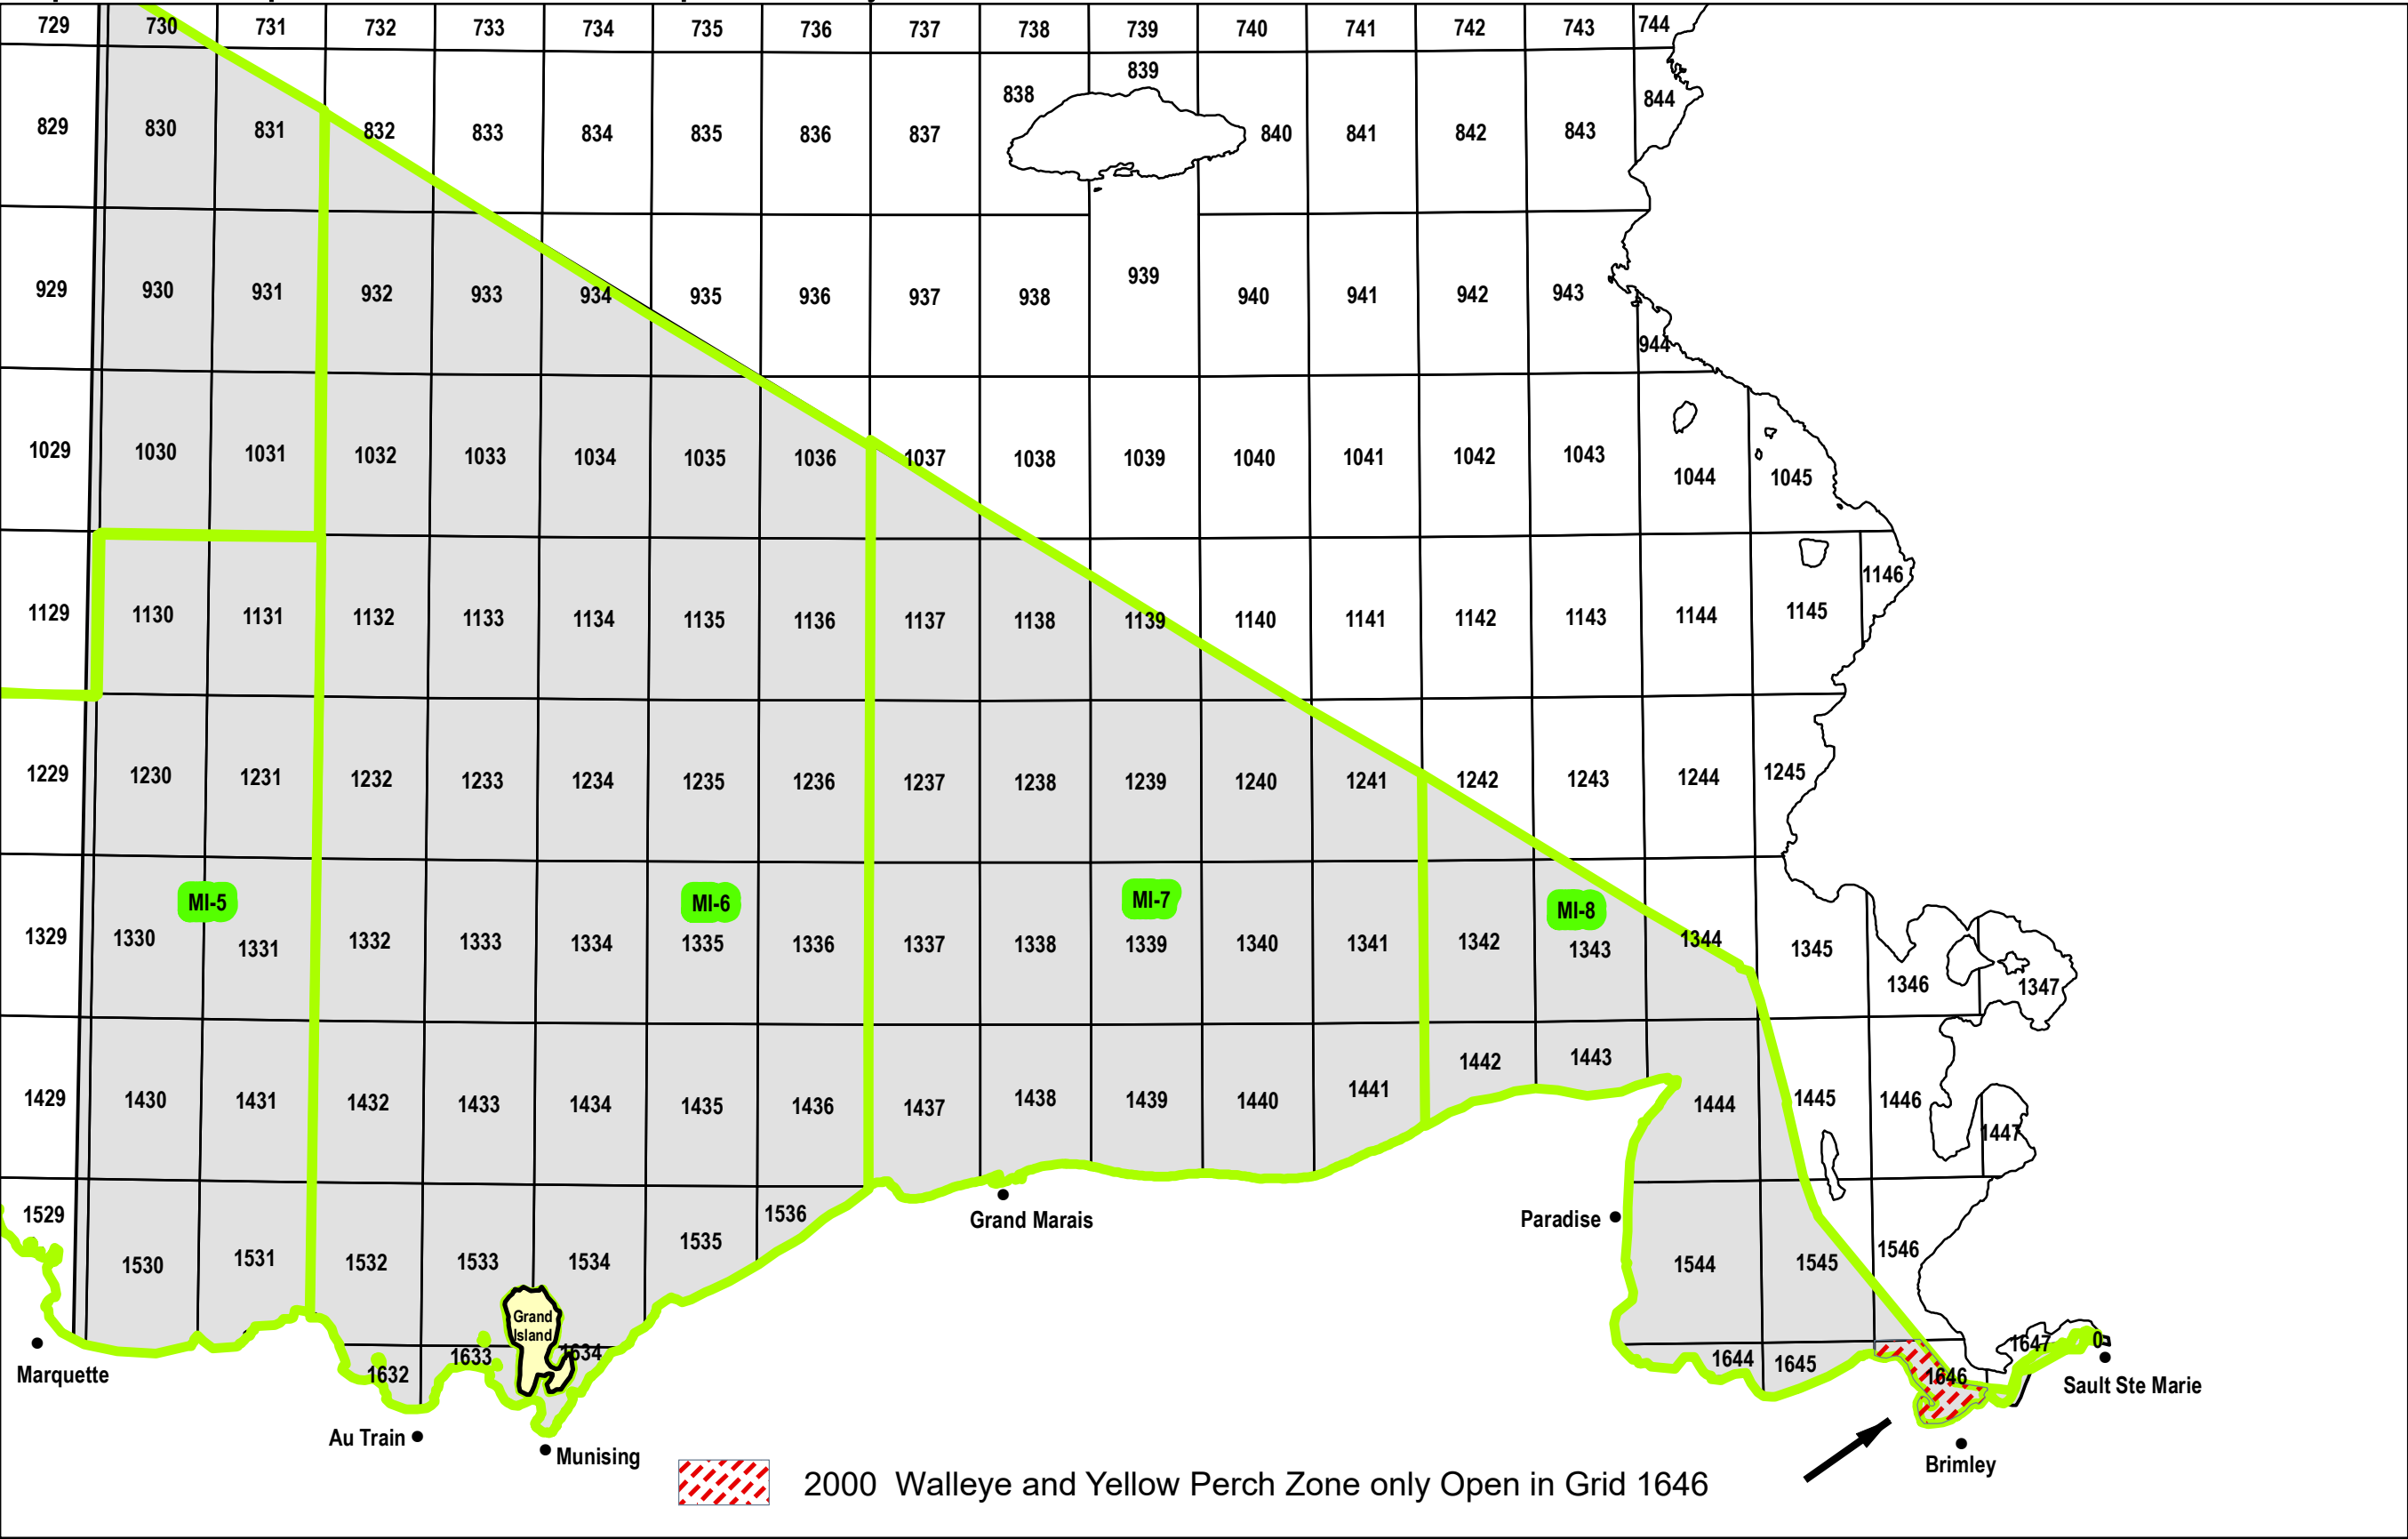 729 730 731 732 733 734 735 736 737 738 739 740 741 742 743 744
839
838
844
829 830 831 832 833 834 835 836 837 840 841 842 843
939
929 930 931 932 933 934 935 936 937 938 940 941 942 943
944
1029 1030 1031 1032 1033 1034 1035 1036 1037 1038 1039 1040 1041 1042 1043
1044 1045
1146
1129 1130 1131 1132 1133 1134 1135 1136 1137 1138 1139 1140 1141 1142 1143 1144 1145
1229 1230 1231 1232 1233 1234 1235 1236 1237 1238 1239 1240 1241 1242 1243 1244 1245
MI-5 MI-6 MI-7 MI-8
1329 1330 1331 1332 1333 1334 1335 1336 1337 1338 1339 1340 1341 1342 1343 1344 1345
1346 1347
1442 1443
1429 1430 1431 1432 1433 1434 1435 1436 1437 1438 1439 1440 1441 1444 1445 1446
1447
1529 1536
Grand Marais
Paradise
1530 1531 1532 1533 1534 1535 1544 1545 1546
Grand
Island
1632 1633 1634 1644 1645 1646 1647 0
Marquette
Sault Ste Marie
Au Train
Munising
Brimley
2000 Walleye and Yellow Perch Zone only Open in Grid 1646